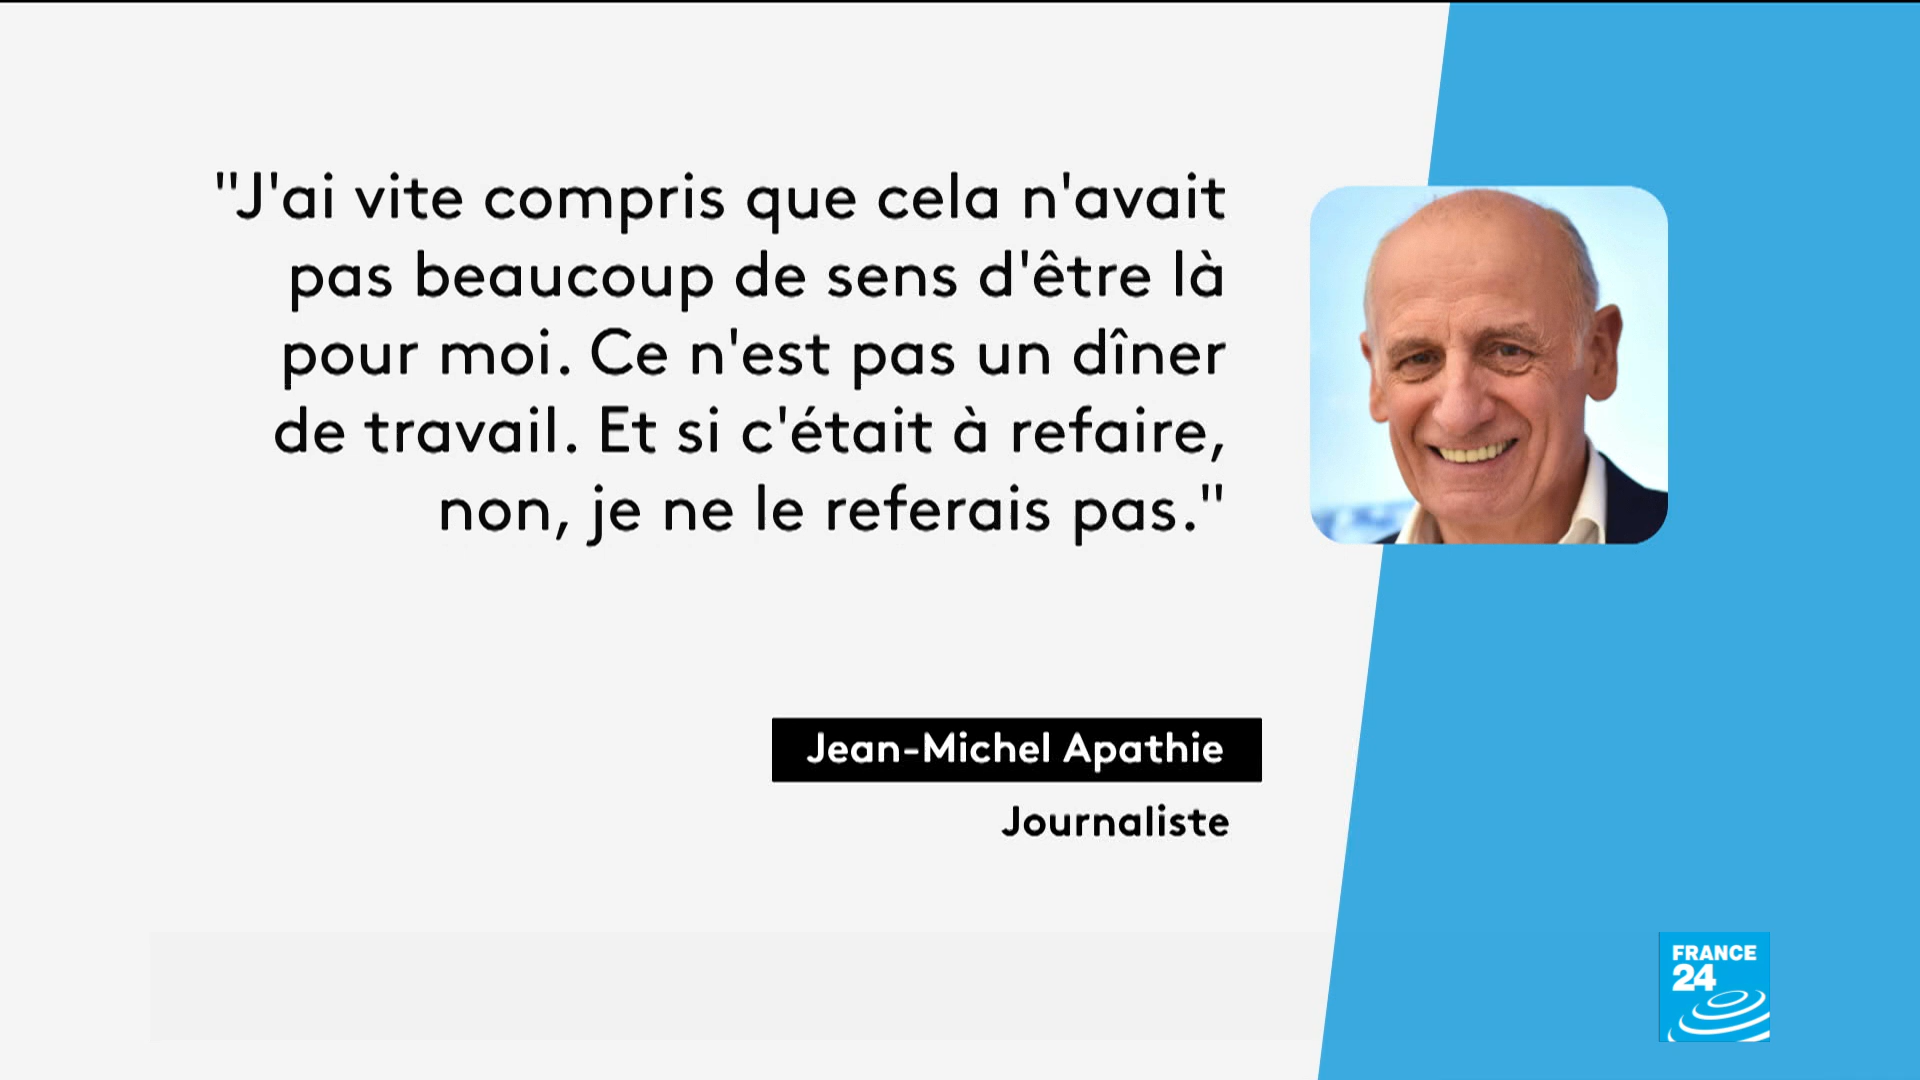 "J'ai vite compris que cela n'avait
pas beaucoup de sens d'être là
pour moi. Ce n'est pas un dîner
de travail. Et si c'était à refaire,
non, je ne le referais pas."
Jean-Michel Apathie
Journaliste
FRANCE
24